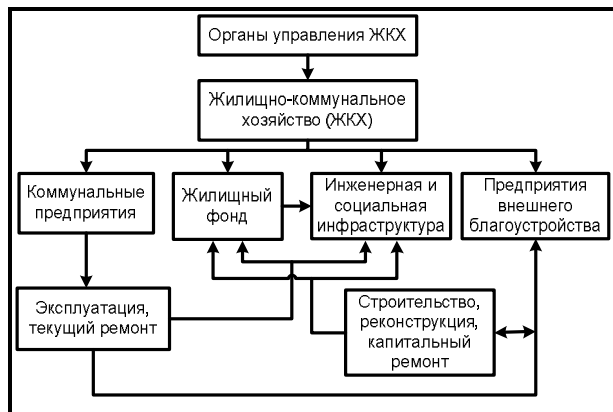 Органы управления ЖКХ
Жилищно-коммунальное
хозяйство (ЖКХ)
Коммунальные
предприятия
Жилищный
фонд
Инженерная и
социальная
инфраструктура
Предприятия
внешнего
благоустройства
Эксплуатация,
текущий ремонт
Строительство,
реконструкция,
капитальный
ремонт